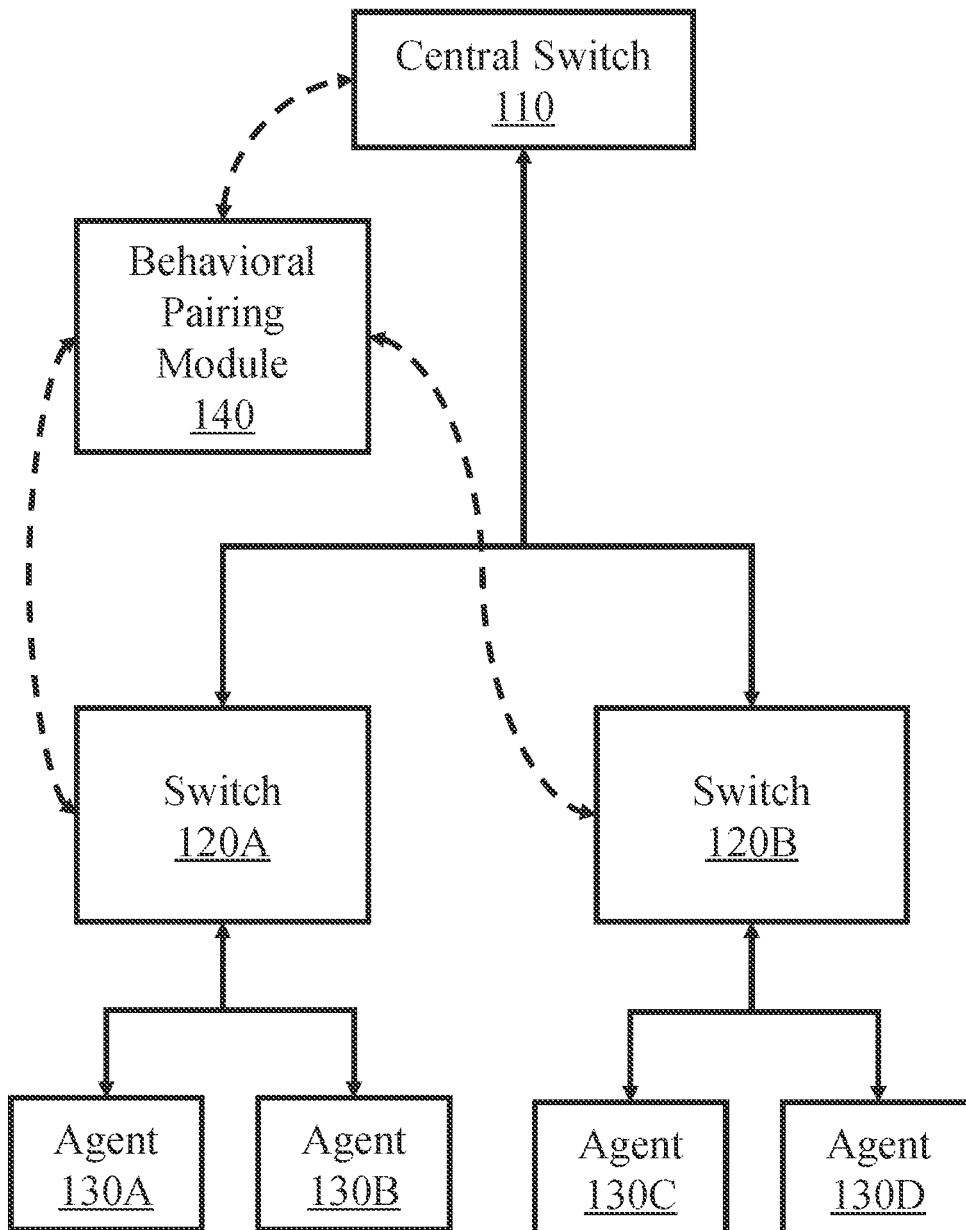 Central Switch
110
Behavioral
Pairing
Module
140
Switch
120A
Switch
120B
Agent
130A
Agent
130B
Agent
130C
Agent
130D